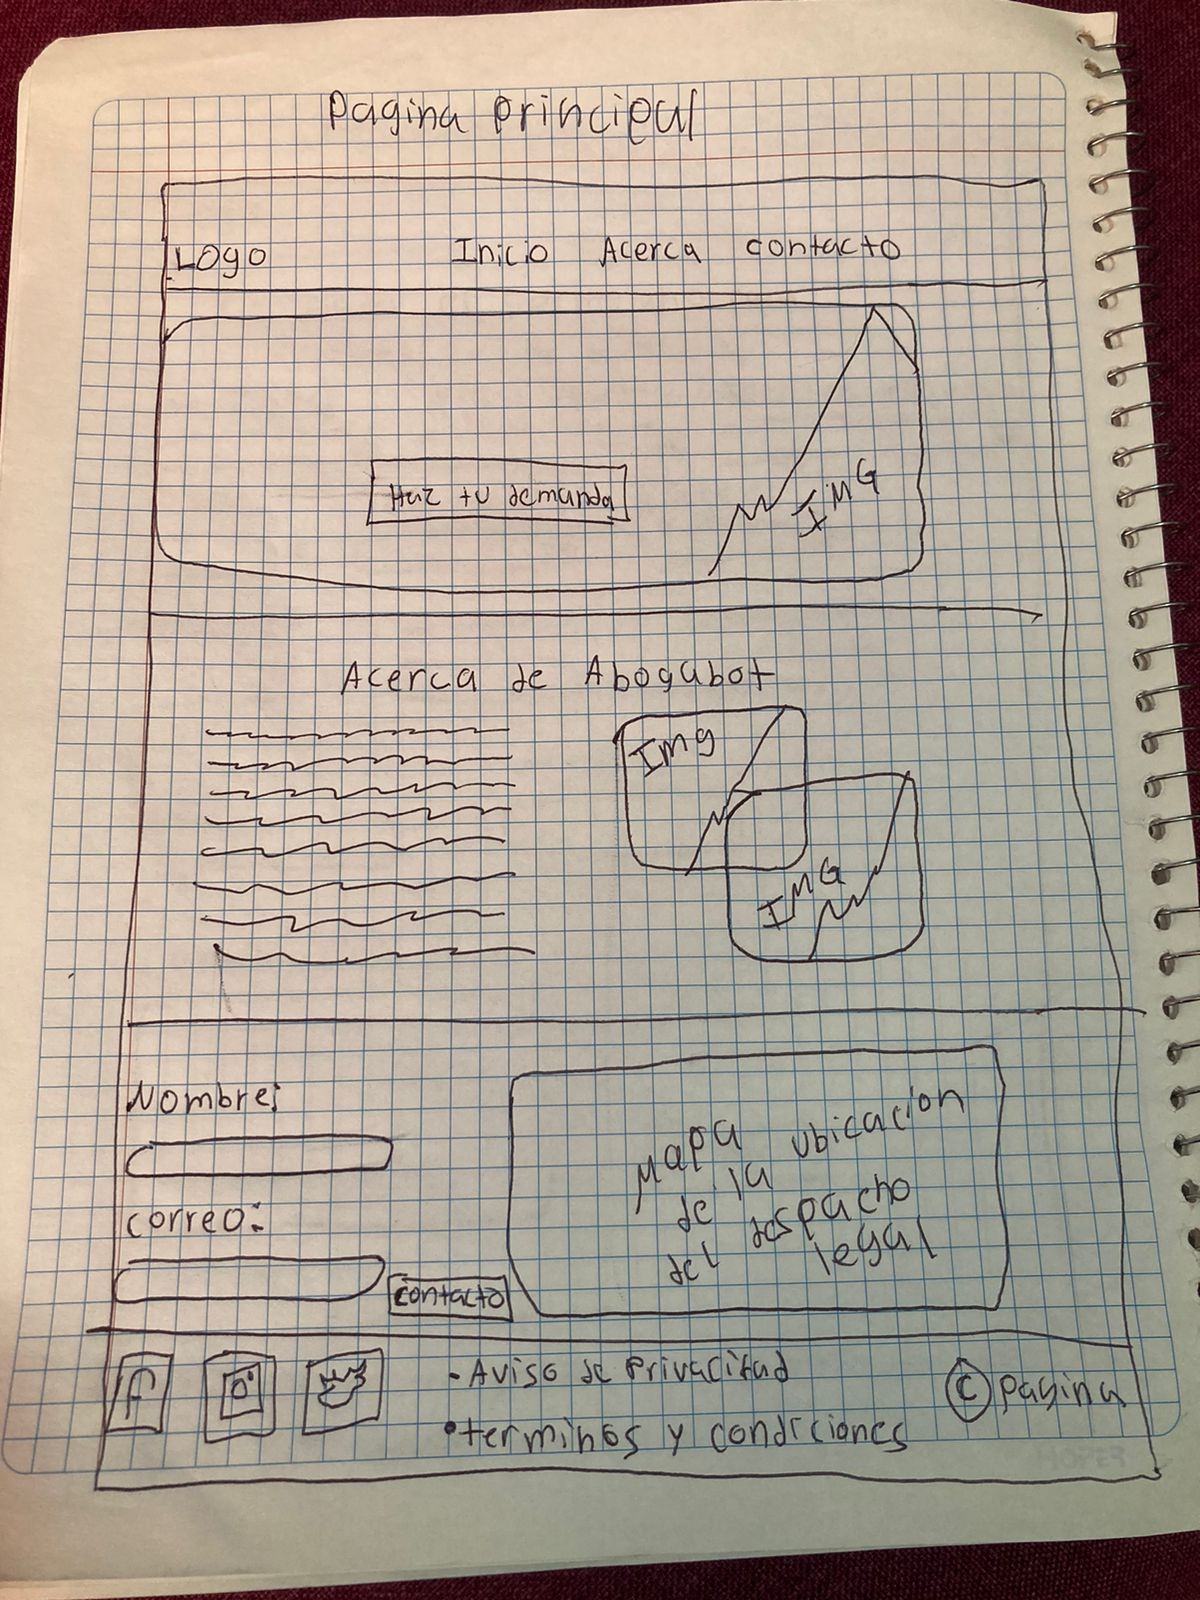 Pagina principal
Logo Inicio Acerca contacto
Haz tu demanda
IMG
Acerca de Abogabot
Img
IMG
Nombre:
correo:
contacto
Mapa de la ubicacion
del despacho
legal
f
• Aviso de privacidad
• terminos y condiciones
© pagina